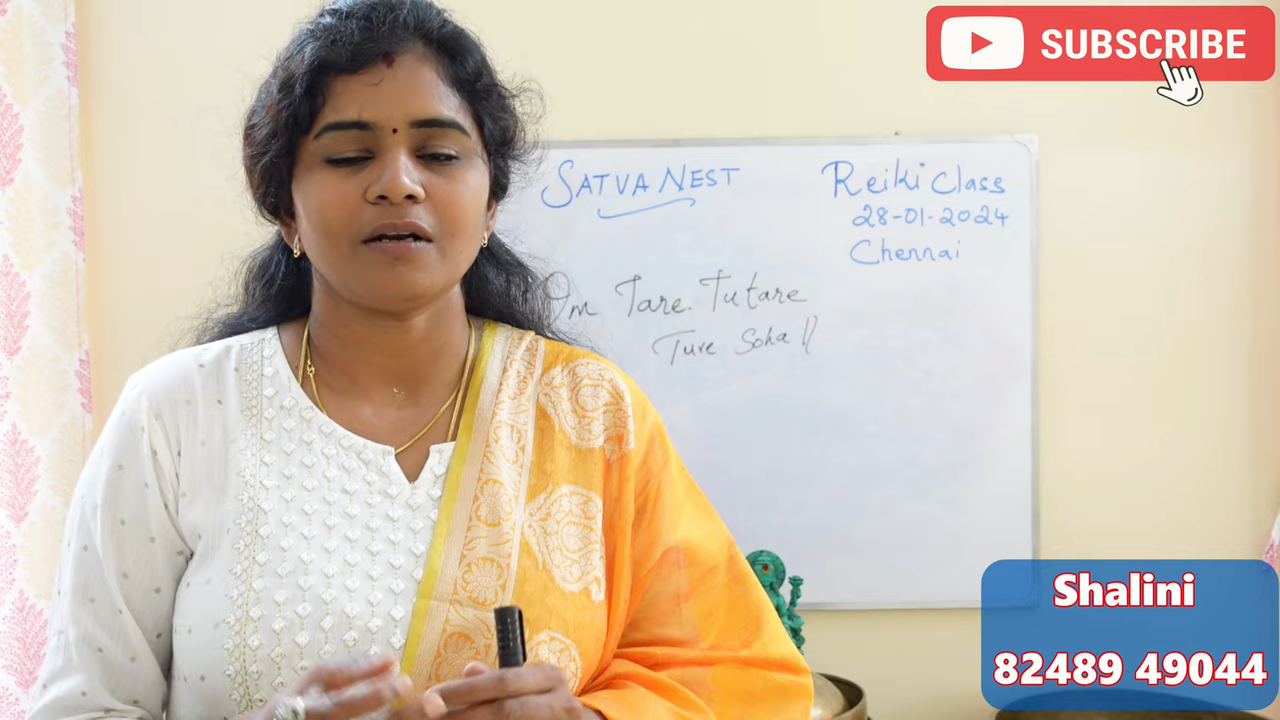 SUBSCRIBE
SATVA NEST
Reiki Class
28-01-2024
Chennai
Om Tare Tutare
Ture Soha ||
Shalini
82489 49044